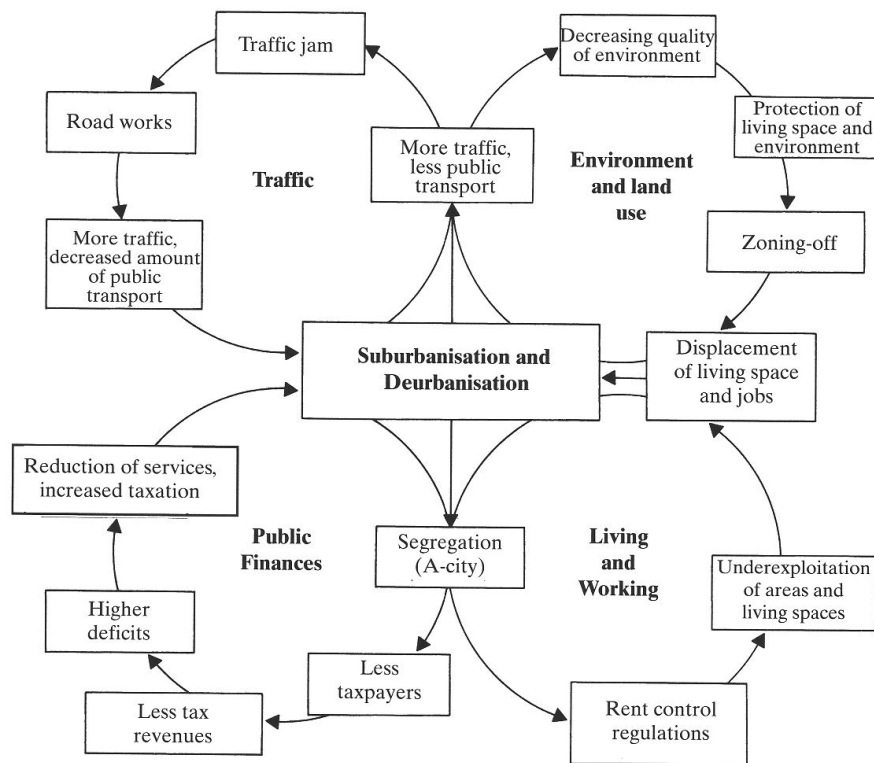 Traffic jam
Decreasing quality
of environment
Road works
Protection of
living space and
environment
More traffic,
less public
transport
Traffic
Environment
and land
use
More traffic,
decreased amount
of public
transport
Zoning-off
Suburbanisation and
Deurbanisation
Displacement
of living space
and jobs
Reduction of services,
increased taxation
Public
Finances
Segregation
(A-city)
Living
and
Working
Underexploitation
of areas and
living spaces
Higher
deficits
Less
taxpayers
Less tax
revenues
Rent control
regulations